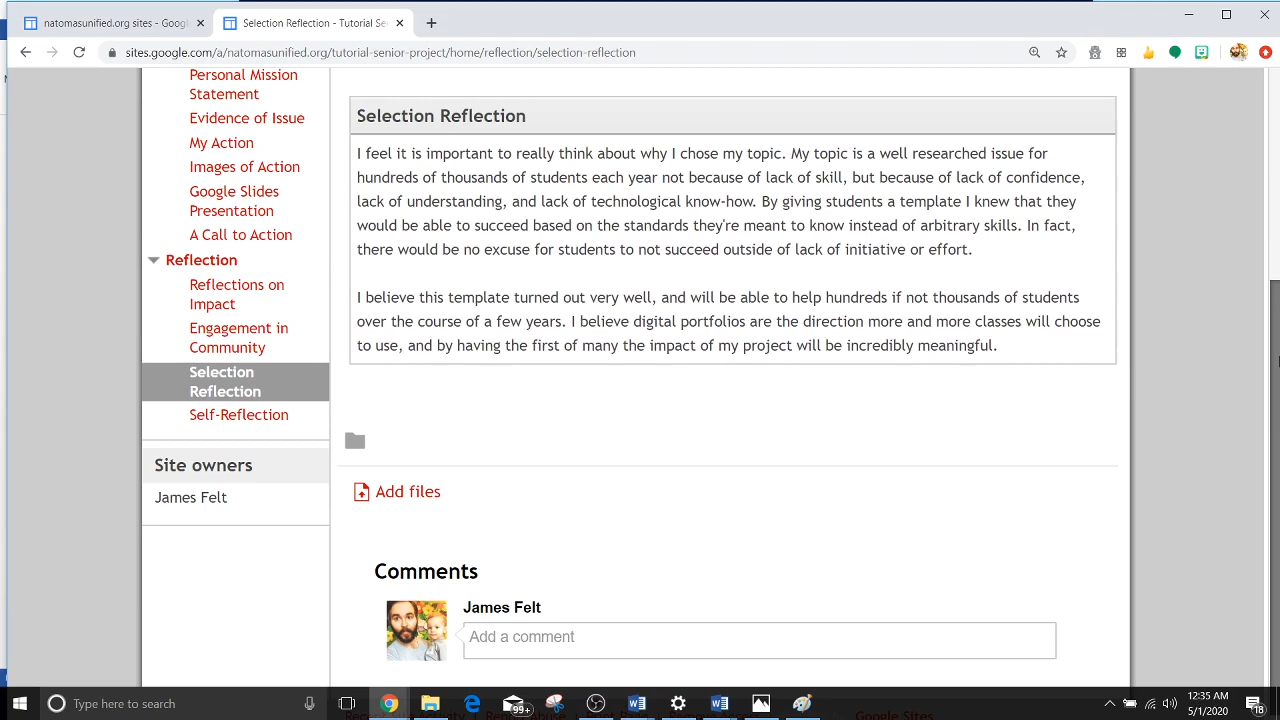 natomasunified.org sites - Googl
Selection Reflection - Tutorial Se
sites.google.com/a/natomasunified.org/tutorial-senior-project/home/reflection/selection-reflection
Personal Mission
Statement
Evidence of Issue
My Action
Images of Action
Google Slides
Presentation
A Call to Action
Reflection
Reflections on
Impact
Engagement in
Community
Selection
Reflection
Self-Reflection
Site owners
James Felt
Selection Reflection
I feel it is important to really think about why I chose my topic. My topic is a well researched issue for
hundreds of thousands of students each year not because of lack of skill, but because of lack of confidence,
lack of understanding, and lack of technological know-how. By giving students a template I knew that they
would be able to succeed based on the standards they're meant to know instead of arbitrary skills. In fact,
there would be no excuse for students to not succeed outside of lack of initiative or effort.
I believe this template turned out very well, and will be able to help hundreds if not thousands of students
over the course of a few years. I believe digital portfolios are the direction more and more classes will choose
to use, and by having the first of many the impact of my project will be incredibly meaningful.
Add files
Comments
James Felt
Add a comment
Type here to search
99+
12:35 AM
5/1/2020
18
Google Sites